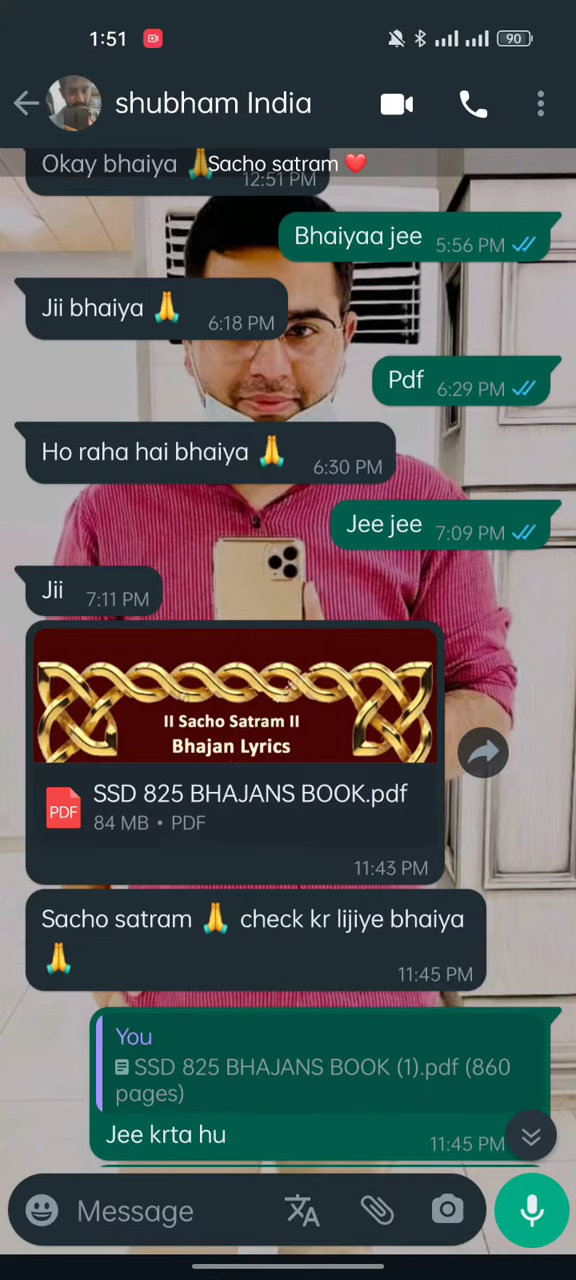 1:51
90
shubham India
Okay bhaiya 🙏
Sacho satram ❤️
12:51 PM
Bhaiyaa jee 5:56 PM
Jii bhaiya 🙏 6:18 PM
Pdf 6:29 PM
Ho raha hai bhaiya 🙏 6:30 PM
Jee jee 7:09 PM
Jii 7:11 PM
II Sacho Satram II
Bhajan Lyrics
SSD 825 BHAJANS BOOK.pdf
PDF
84 MB • PDF
11:43 PM
Sacho satram 🙏 check kr lijiye bhaiya
🙏
11:45 PM
You
SSD 825 BHAJANS BOOK (1).pdf (860
pages)
Jee krta hu 11:45 PM
Message